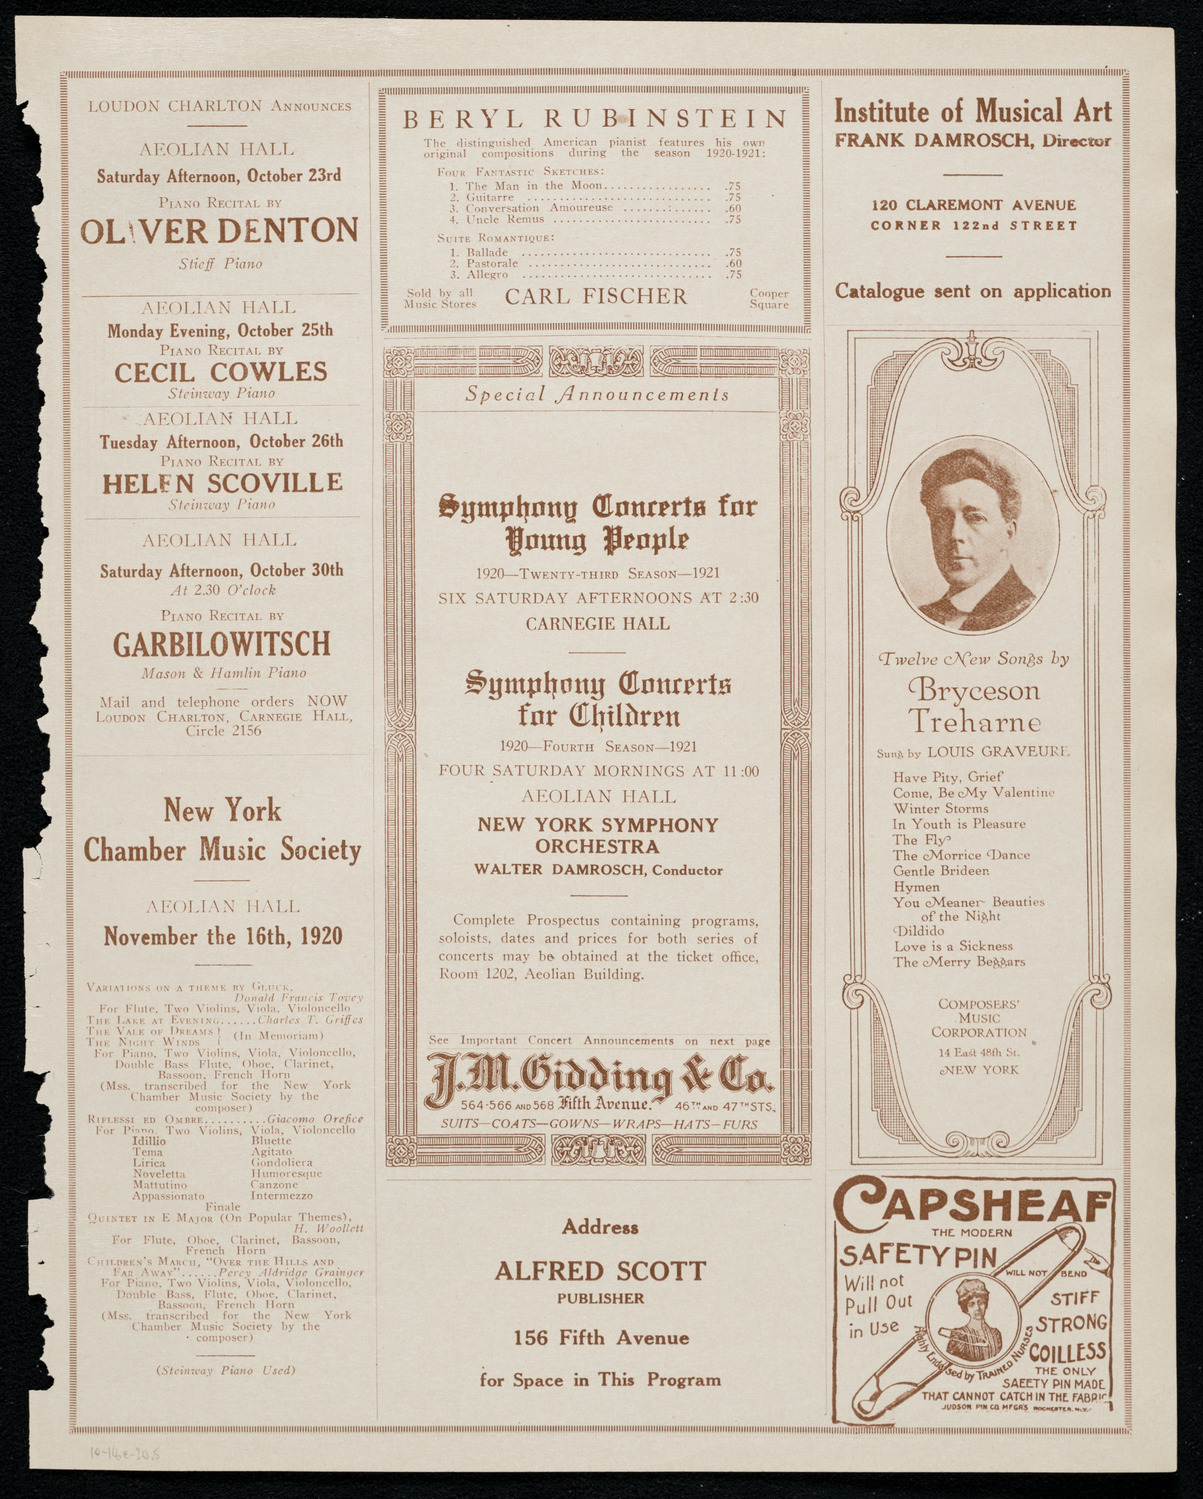 LOUDON CHARLTON ANNOUNCES
AEOLIAN HALL
Saturday Afternoon, October 23rd
PIANO RECITAL BY
OLIVER DENTON
Stieff Piano
AEOLIAN HALL
Monday Evening, October 25th
PIANO RECITAL BY
CECIL COWLES
Steinway Piano
AEOLIAN HALL
Tuesday Afternoon, October 26th
PIANO RECITAL BY
HELEN SCOVILLE
Steinway Piano
AEOLIAN HALL
Saturday Afternoon, October 30th
At 2.30 O'clock
PIANO RECITAL BY
GARBILOWITSCH
Mason & Hamlin Piano
Mail and telephone orders NOW
LOUDON CHARLTON, CARNEGIE HALL,
Circle 2156
New York
Chamber Music Society
AEOLIAN HALL
November the 16th, 1920
VARIATIONS ON A THEME BY GLUCK,
Donald Francis Tovey
For Flute, Two Violins, Viola, Violoncello
THE LAKE AT EVENING......Charles T. Griffes
THE VALE OF DREAMS
THE NIGHT WINDS (In Memoriam)
For Piano, Two Violins, Viola, Violoncello,
Double Bass Flute, Oboe, Clarinet,
Bassoon, French Horn
(Mss. transcribed for the New York
Chamber Music Society by the
composer)
RIFLESSI ED OMBRE..........Giacomo Orefice
For Piano, Two Violins, Viola, Violoncello
Idillio Bluette
Tema Agitato
Lirica Gondoliera
Noveletta Humoresque
Mattutino Canzone
Appassionato Intermezzo
Finale
QUINTET IN E MAJOR (On Popular Themes),
H. Woollett
For Flute, Oboe, Clarinet, Bassoon,
French Horn
CHILDREN'S MARCH, "OVER THE HILLS AND
FAR AWAY"......Percy Aldridge Grainger
For Piano, Two Violins, Viola, Violoncello,
Double Bass, Flute, Oboe, Clarinet,
Bassoon, French Horn
(Mss. transcribed for the New York
Chamber Music Society by the
composer)
(Steinway Piano Used)
BERYL RUBINSTEIN
The distinguished American pianist features his own
original compositions during the season 1920-1921:
FOUR FANTASTIC SKETCHES:
1. The Man in the Moon................ .75
2. Guitarre ............................ .75
3. Conversation Amoureuse ............. .60
4. Uncle Remus ........................ .75
SUITE ROMANTIQUE:
1. Ballade ............................. .75
2. Pastorale ........................... .60
3. Allegro ............................. .75
Sold by all
Music Stores
CARL FISCHER
Cooper
Square
Special Announcements
Symphony Concerts for
Young People
1920—TWENTY-THIRD SEASON—1921
SIX SATURDAY AFTERNOONS AT 2:30
CARNEGIE HALL
Symphony Concerts
for Children
1920—FOURTH SEASON—1921
FOUR SATURDAY MORNINGS AT 11:00
AEOLIAN HALL
NEW YORK SYMPHONY
ORCHESTRA
WALTER DAMROSCH, Conductor
Complete Prospectus containing programs,
soloists, dates and prices for both series of
concerts may be obtained at the ticket office,
Room 1202, Aeolian Building.
See Important Concert Announcements on next page
J.M. Gidding & Co.
564-566 AND 568 Fifth Avenue. 46TH AND 47TH STS.
SUITS—COATS—GOWNS—WRAPS—HATS—FURS
Address
ALFRED SCOTT
PUBLISHER
156 Fifth Avenue
for Space in This Program
Institute of Musical Art
FRANK DAMROSCH, Director
120 CLAREMONT AVENUE
CORNER 122nd STREET
Catalogue sent on application
Twelve New Songs by
Bryceson
Treharne
Sung by LOUIS GRAVEURE
Have Pity, Grief
Come, Be My Valentine
Winter Storms
In Youth is Pleasure
The Fly
The Morrice Dance
Gentle Brideen
Hymen
You Meaner Beauties
of the Night
Dildido
Love is a Sickness
The Merry Beggars
COMPOSERS'
MUSIC
CORPORATION
14 East 48th St.
NEW YORK
CAPSHEAF
THE MODERN
SAFETY PIN
WILL NOT BEND
Will not
Pull Out
in Use
Highly Endorsed by TRAINED NURSES
STIFF
STRONG
COILLESS
THE ONLY
SAFETY PIN MADE
THAT CANNOT CATCH IN THE FABRIC
JUDSON PIN CO. MFGRS ROCHESTER, N.Y.